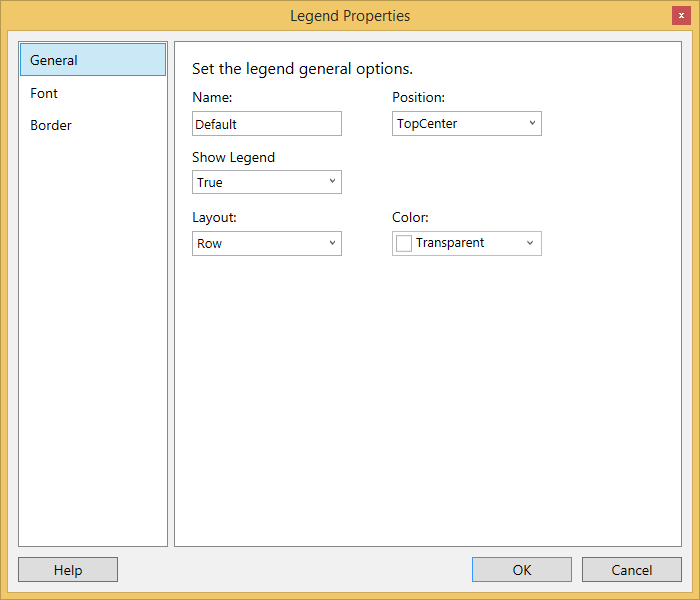 Legend Properties
x
General
Font
Border
Set the legend general options.
Name:
Position:
Default
TopCenter
Show Legend
True
Layout:
Color:
Row
Transparent
Help
OK
Cancel